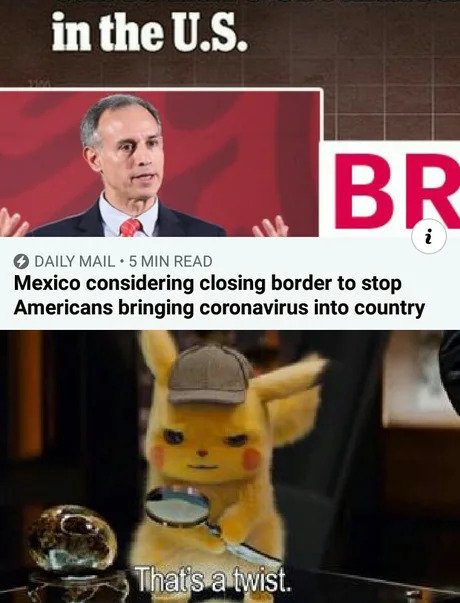 in the U.S.
BR
i
DAILY MAIL • 5 MIN READ
Mexico considering closing border to stop
Americans bringing coronavirus into country
That's a twist.